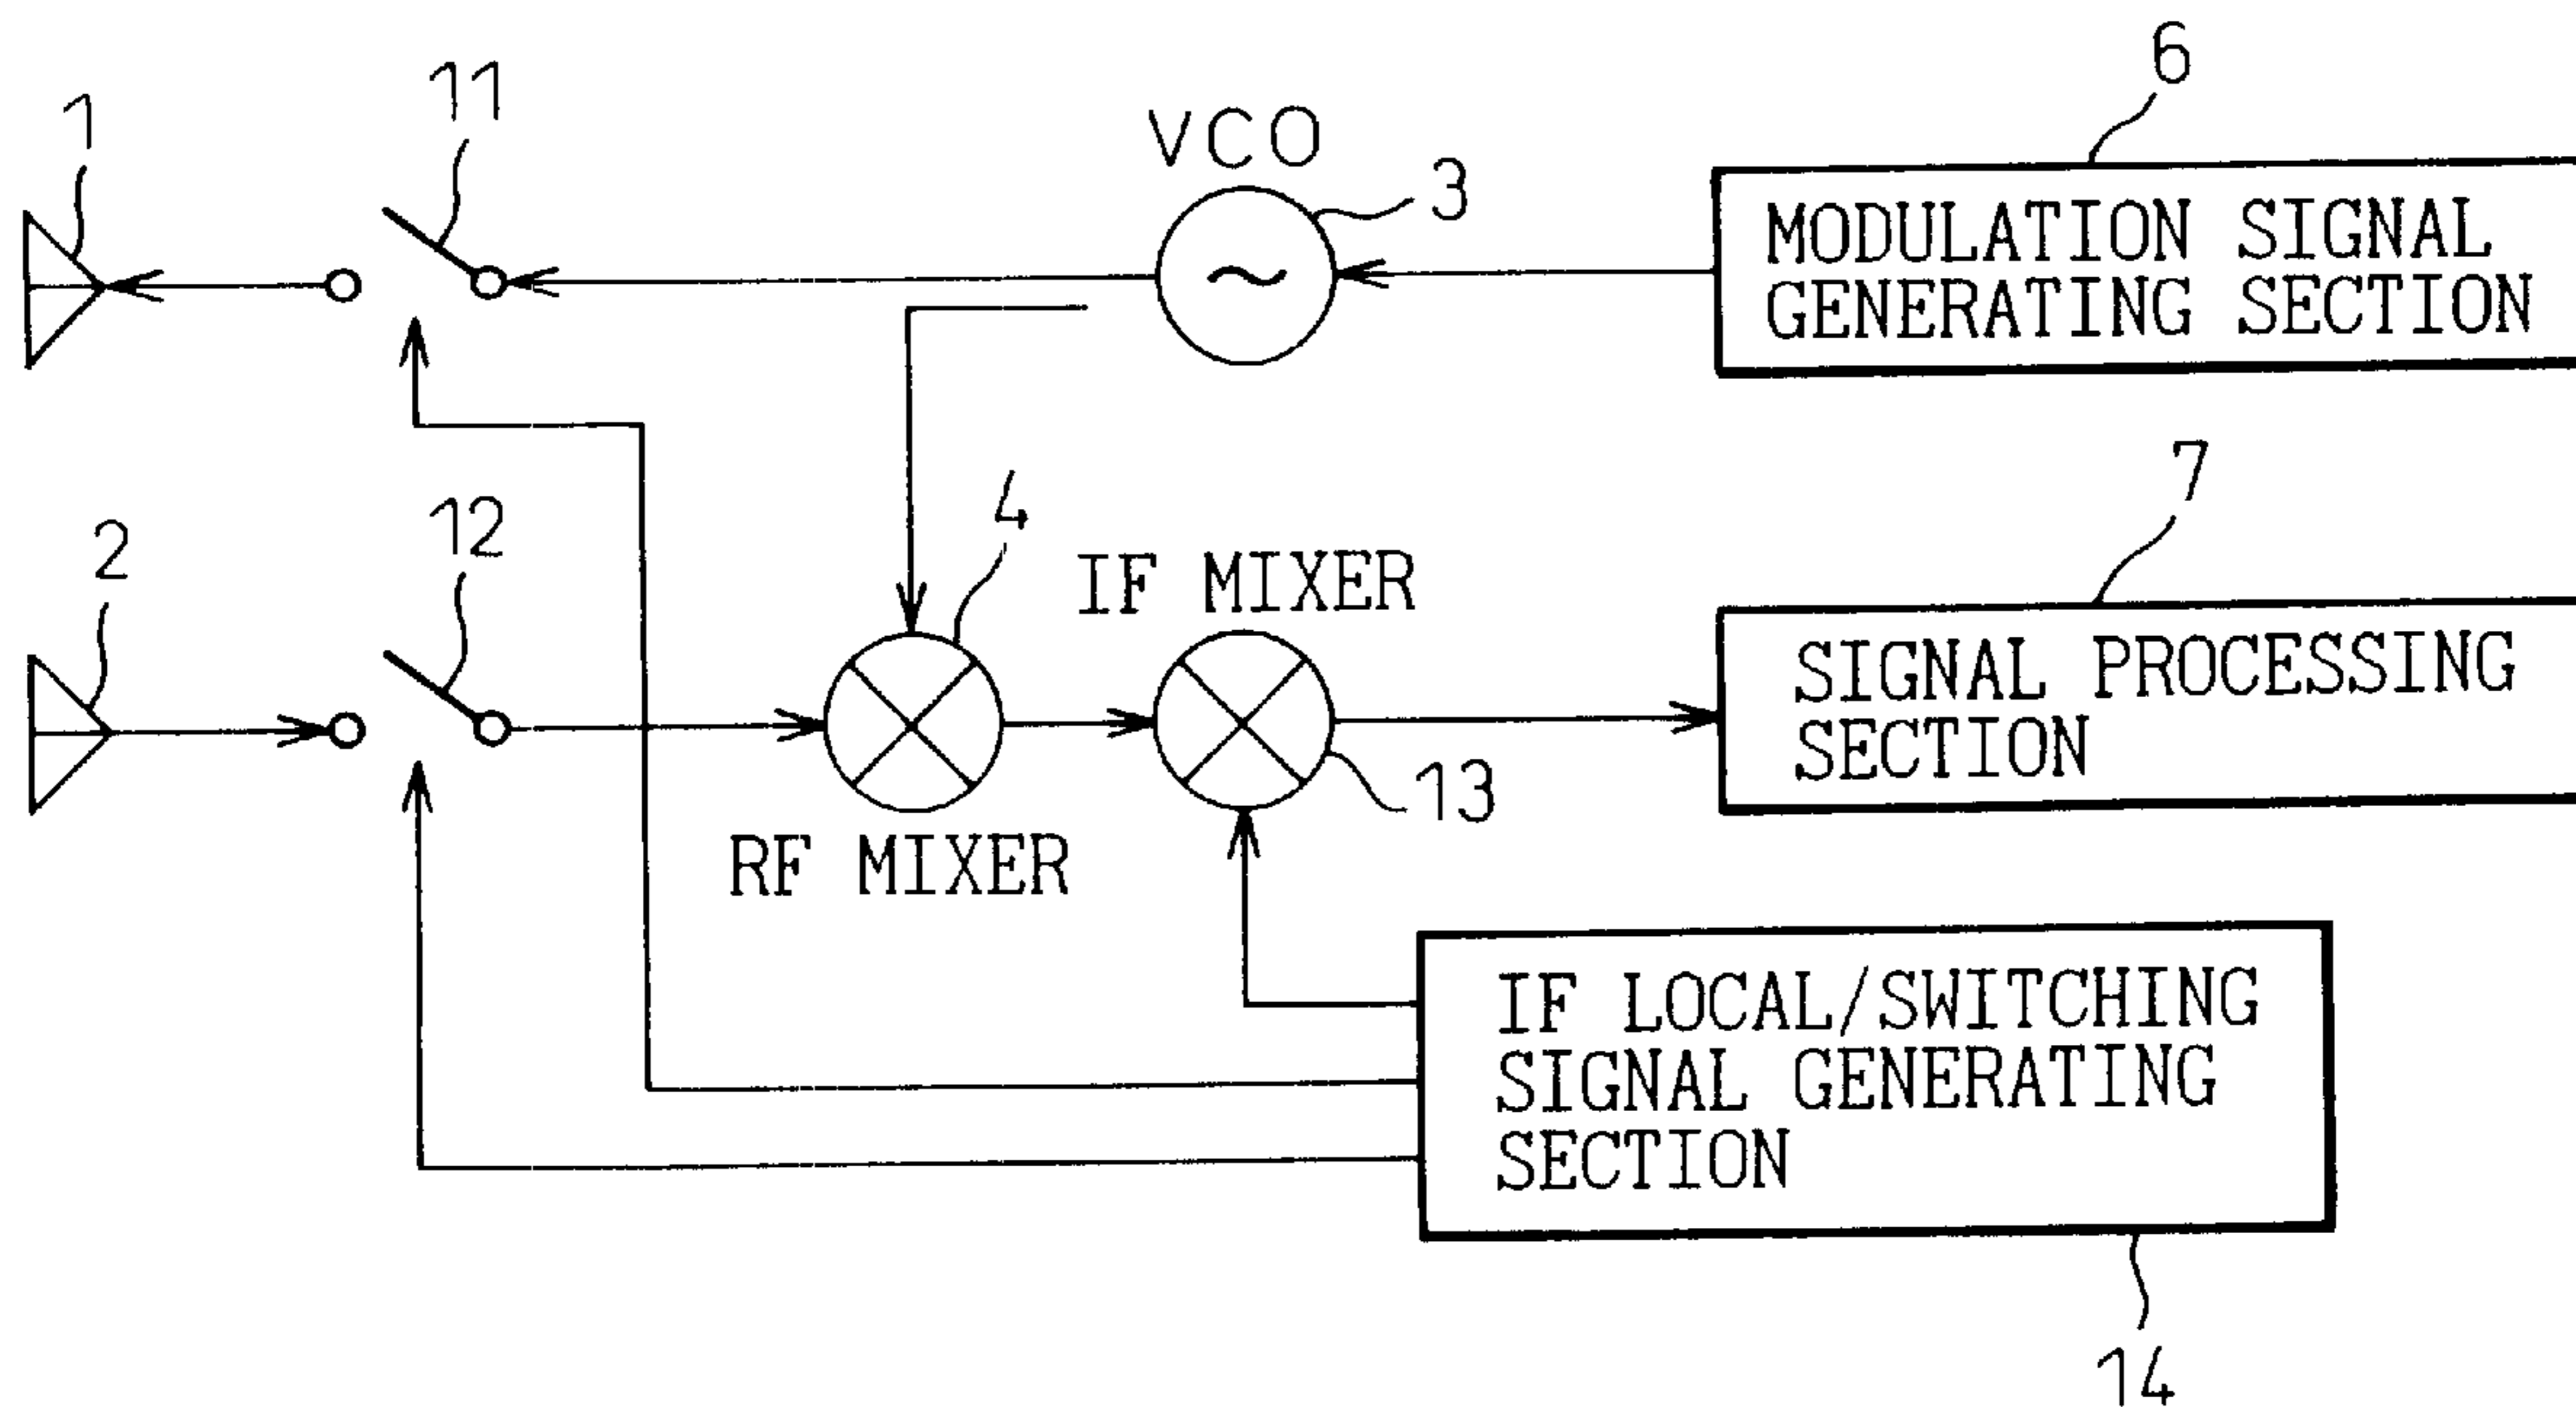 6
11
1
VCO
3
MODULATION SIGNAL
GENERATING SECTION
7
4
12
2
IF MIXER
SIGNAL PROCESSING
SECTION
13
RF MIXER
IF LOCAL/SWITCHING
SIGNAL GENERATING
SECTION
14